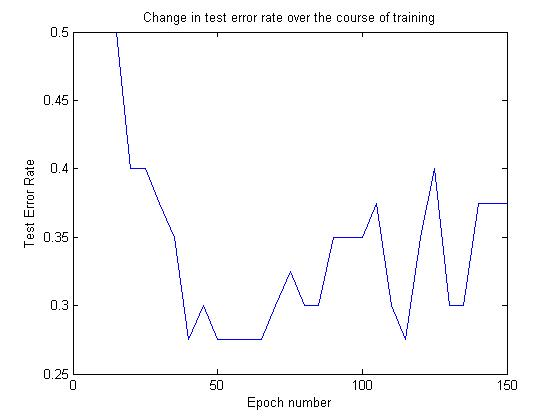 Change in test error rate over the course of training
0.5
0.45
0.4
0.35
0.3
0.25
Test Error Rate
0 50 100 150
Epoch number